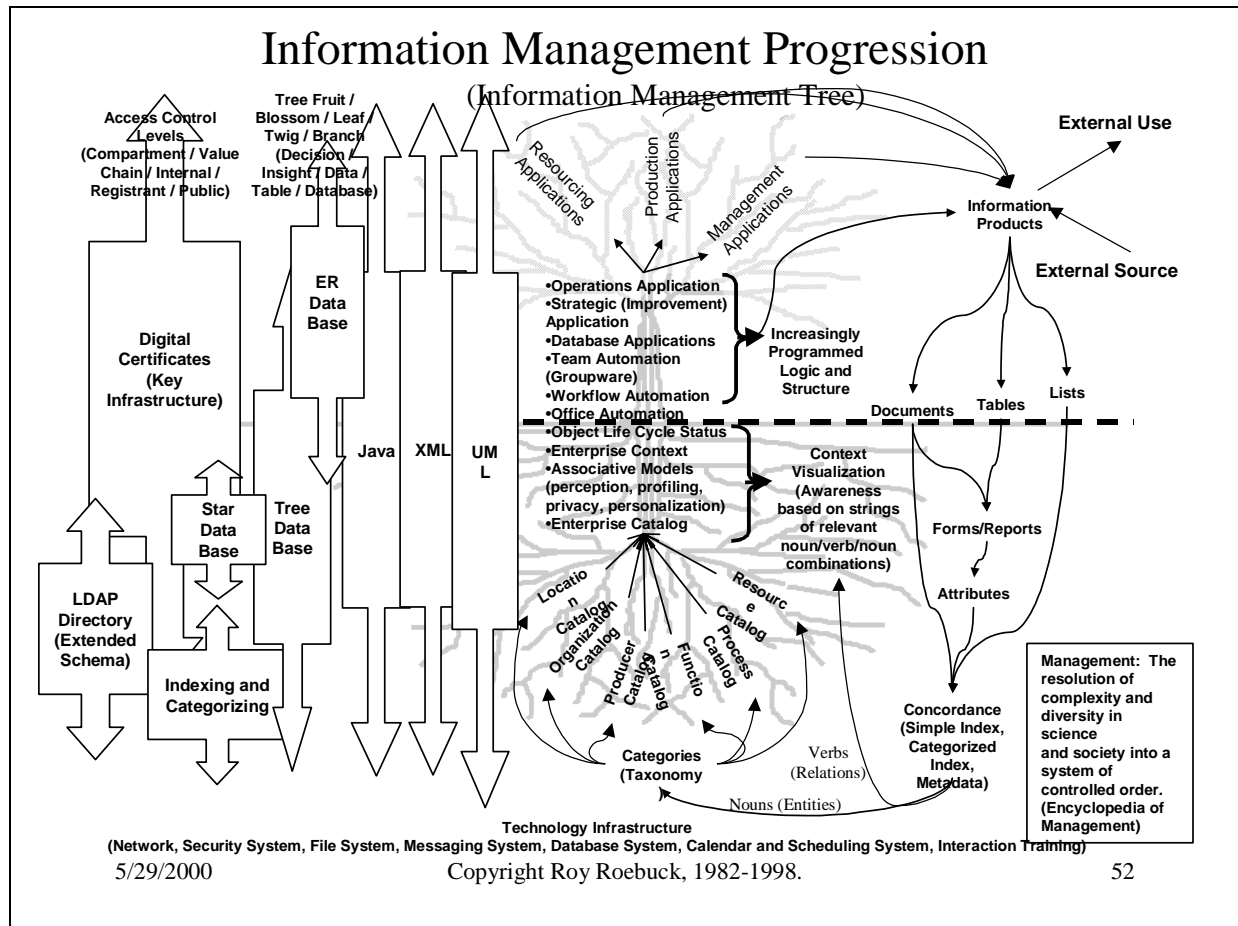 Information Management Progression
(Information Management Tree)
Access Control
Levels
(Compartment / Value
Chain / Internal /
Registrant / Public)
Tree Fruit /
Blossom / Leaf /
Twig / Branch
(Decision /
Insight / Data /
Table / Database)
Resourcing
Applications
Production
Applications
Management
Applications
External Use
Information
Products
External Source
ER
Data
Base
Digital
Certificates
(Key
Infrastructure)
•Operations Application
•Strategic (Improvement)
Application
•Database Applications
•Team Automation
(Groupware)
•Workflow Automation
•Office Automation
•Object Life Cycle Status
•Enterprise Context
•Associative Models
(perception, profiling,
privacy, personalization)
•Enterprise Catalog
Increasingly
Programmed
Logic and
Structure
Documents
Tables
Lists
Java
XML
UM
L
Context
Visualization
(Awareness
based on strings
of relevant
noun/verb/noun
combinations)
Star
Data
Base
Tree
Data
Base
Forms/Reports
Attributes
LDAP
Directory
(Extended
Schema)
Indexing and
Categorizing
Locatio
n
Catalog
Organization
Catalog
Producer
Catalog
Functio
n
Catalog
Process
Catalog
Resourc
e
Catalog
Categories
(Taxonomy
)
Verbs
(Relations)
Nouns (Entities)
Concordance
(Simple Index,
Categorized
Index,
Metadata)
Management: The
resolution of
complexity and
diversity in
science
and society into a
system of
controlled order.
(Encyclopedia of
Management)
Technology Infrastructure
(Network, Security System, File System, Messaging System, Database System, Calendar and Scheduling System, Interaction Training)
5/29/2000
Copyright Roy Roebuck, 1982-1998.
52